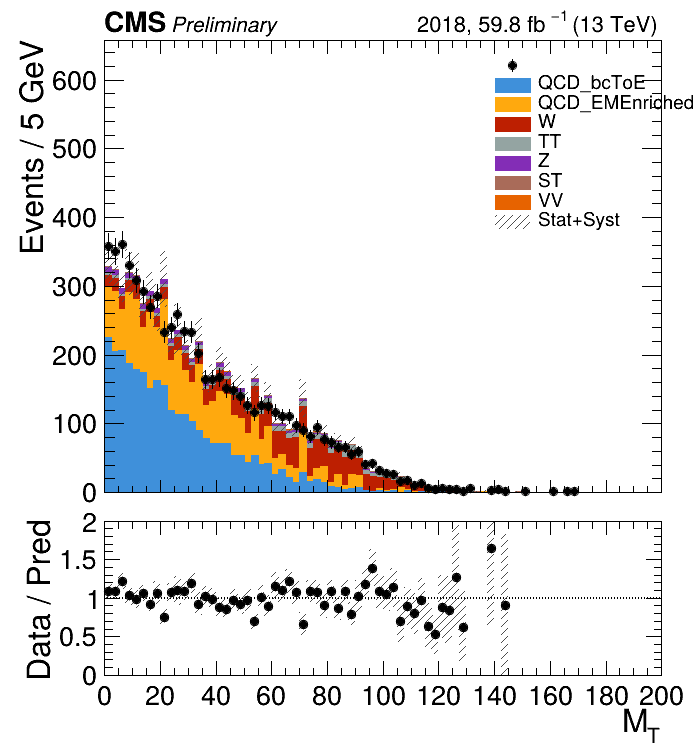 CMS Preliminary 2018, 59.8 fb⁻¹ (13 TeV)
Events / 5 GeV
600
500
400
300
200
100
0
QCD_bcToE
QCD_EMEnriched
W
TT
Z
ST
VV
Stat+Syst
Data / Pred
2
1.5
1
0.5
0
0 20 40 60 80 100 120 140 160 180 200
M_T